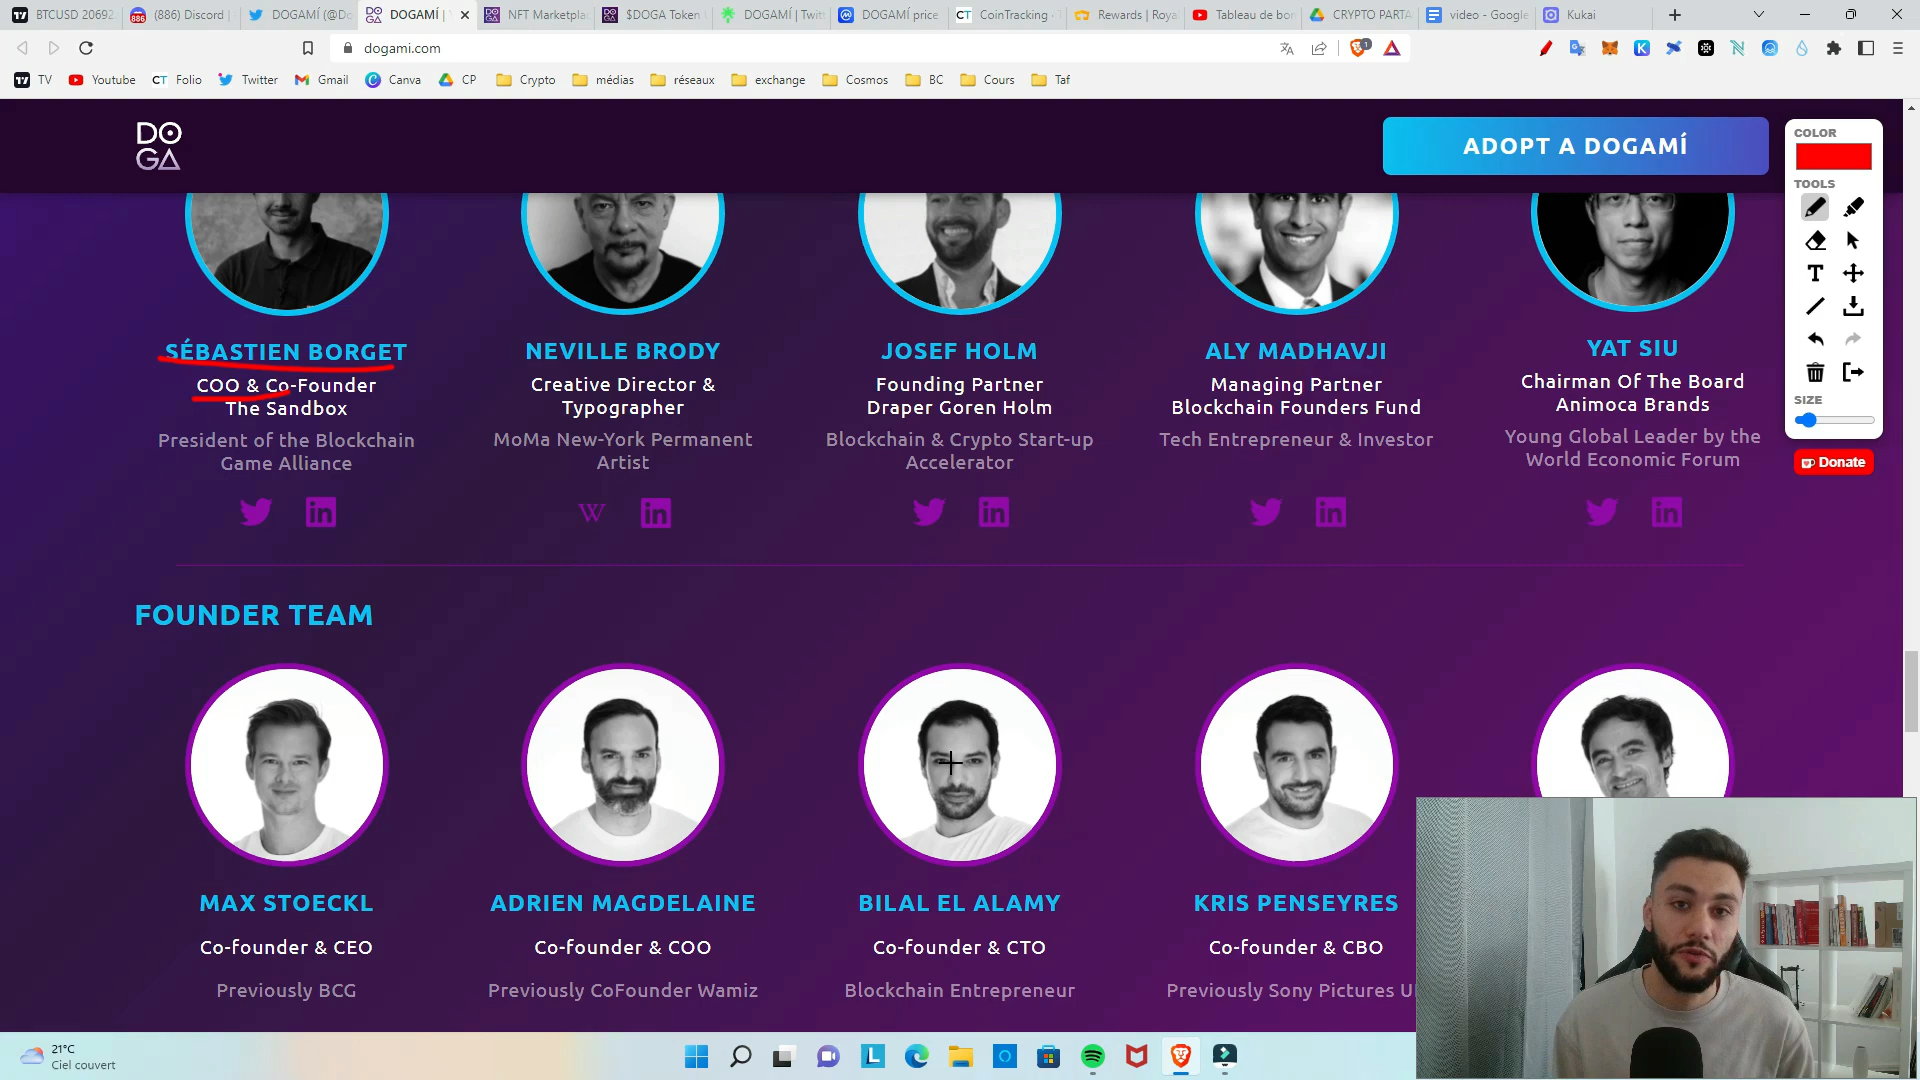 BTCUSD 20692
(886) Discord |
DOGAMÍ (@Do
DOGAMÍ |
NFT Marketpla
$DOGA Token
DOGAMÍ | Twitt
DOGAMÍ price
CoinTracking -
Rewards | Roya
Tableau de bor
CRYPTO PARTA
video - Google
Kukai
dogami.com
TV
Youtube
CT Folio
Twitter
Gmail
Canva
CP
Crypto
médias
réseaux
exchange
Cosmos
BC
Cours
Taf
DO
GA
ADOPT A DOGAMÍ
COLOR
TOOLS
SIZE
Donate
SÉBASTIEN BORGET
COO & Co-Founder
The Sandbox
President of the Blockchain
Game Alliance
NEVILLE BRODY
Creative Director &
Typographer
MoMa New-York Permanent
Artist
JOSEF HOLM
Founding Partner
Draper Goren Holm
Blockchain & Crypto Start-up
Accelerator
ALY MADHAVJI
Managing Partner
Blockchain Founders Fund
Tech Entrepreneur & Investor
YAT SIU
Chairman Of The Board
Animoca Brands
Young Global Leader by the
World Economic Forum
FOUNDER TEAM
MAX STOECKL
Co-founder & CEO
Previously BCG
ADRIEN MAGDELAINE
Co-founder & COO
Previously CoFounder Wamiz
BILAL EL ALAMY
Co-founder & CTO
Blockchain Entrepreneur
KRIS PENSEYRES
Co-founder & CBO
Previously Sony Pictures U
21°C
Ciel couvert